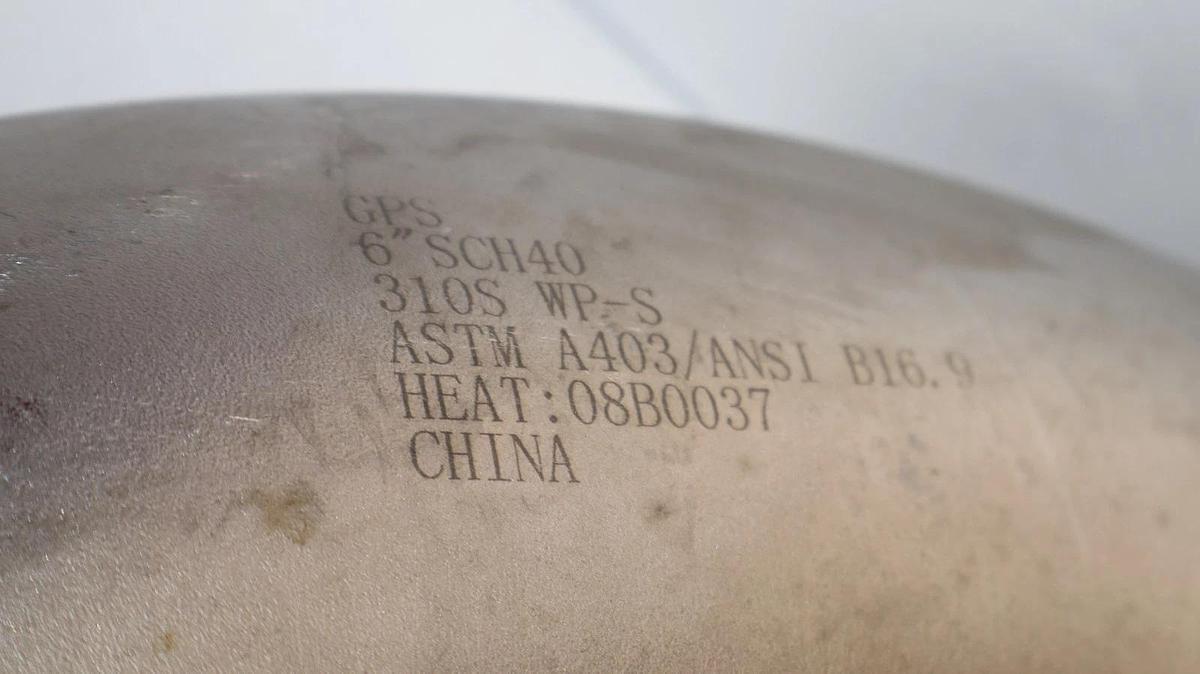 GPS
6" SCH40
310S WP-S
ASTM A403/ANSI B16.9
HEAT:08B0037
CHINA